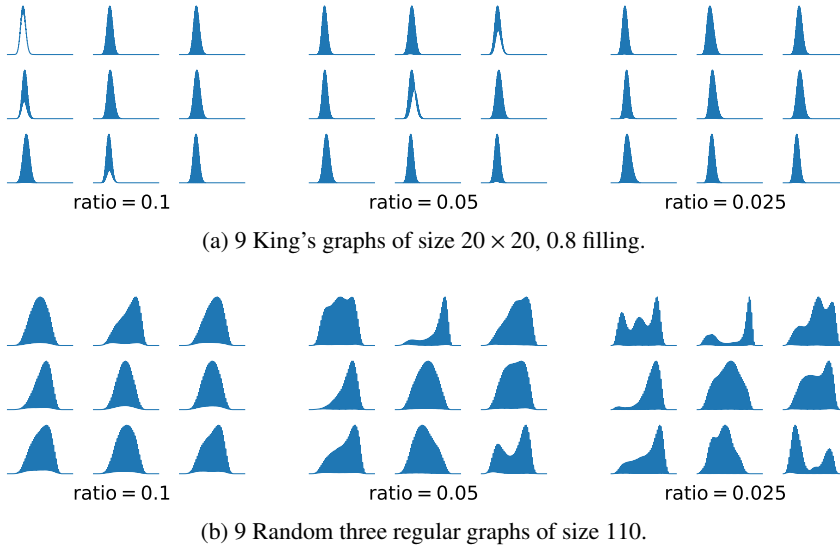 ratio = 0.1
ratio = 0.05
ratio = 0.025
(a) 9 King's graphs of size 20 × 20, 0.8 filling.
ratio = 0.1
ratio = 0.05
ratio = 0.025
(b) 9 Random three regular graphs of size 110.